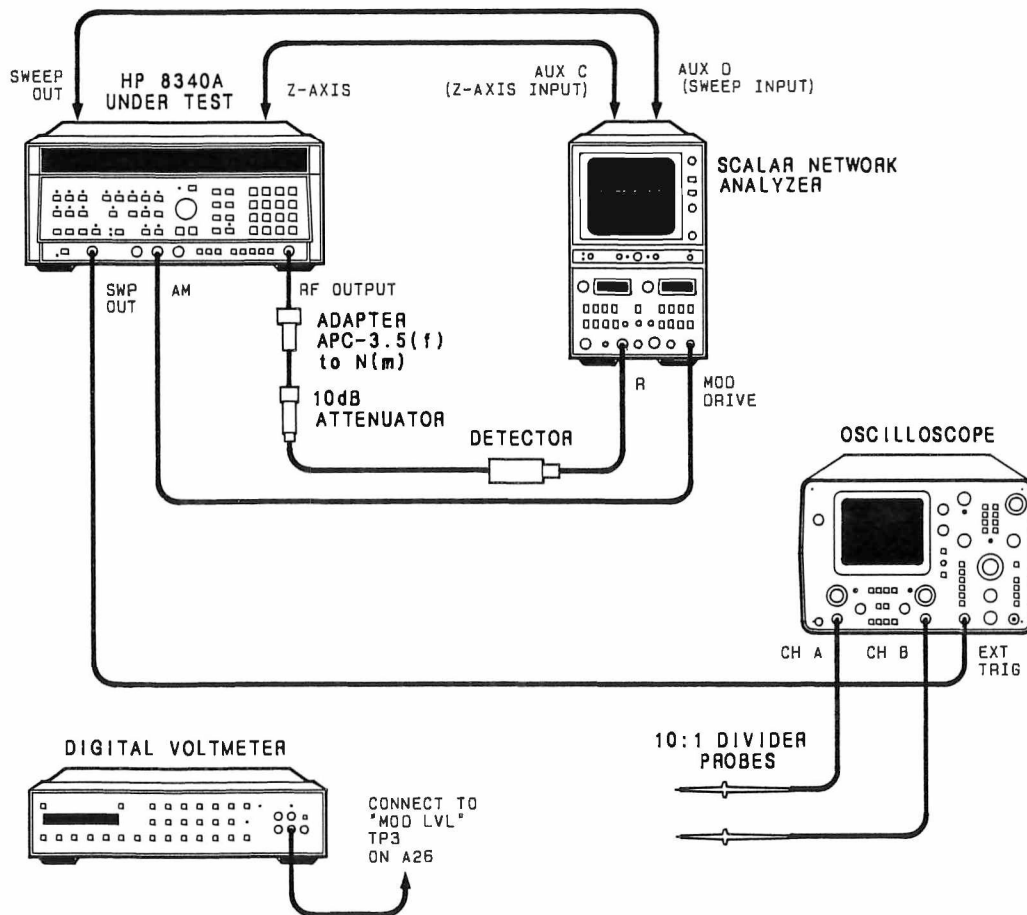 SWEEP
OUT
HP 8340A
UNDER TEST
Z-AXIS
AUX C
(Z-AXIS INPUT)
AUX D
(SWEEP INPUT)
SCALAR NETWORK
ANALYZER
SWP
OUT
AM
RF OUTPUT
ADAPTER
APC-3.5(f)
to N(m)
10dB
ATTENUATOR
DETECTOR
R
MOD
DRIVE
OSCILLOSCOPE
CH A
CH B
EXT
TRIG
DIGITAL VOLTMETER
10:1 DIVIDER
PROBES
CONNECT TO
"MOD LVL"
TP3
ON A26